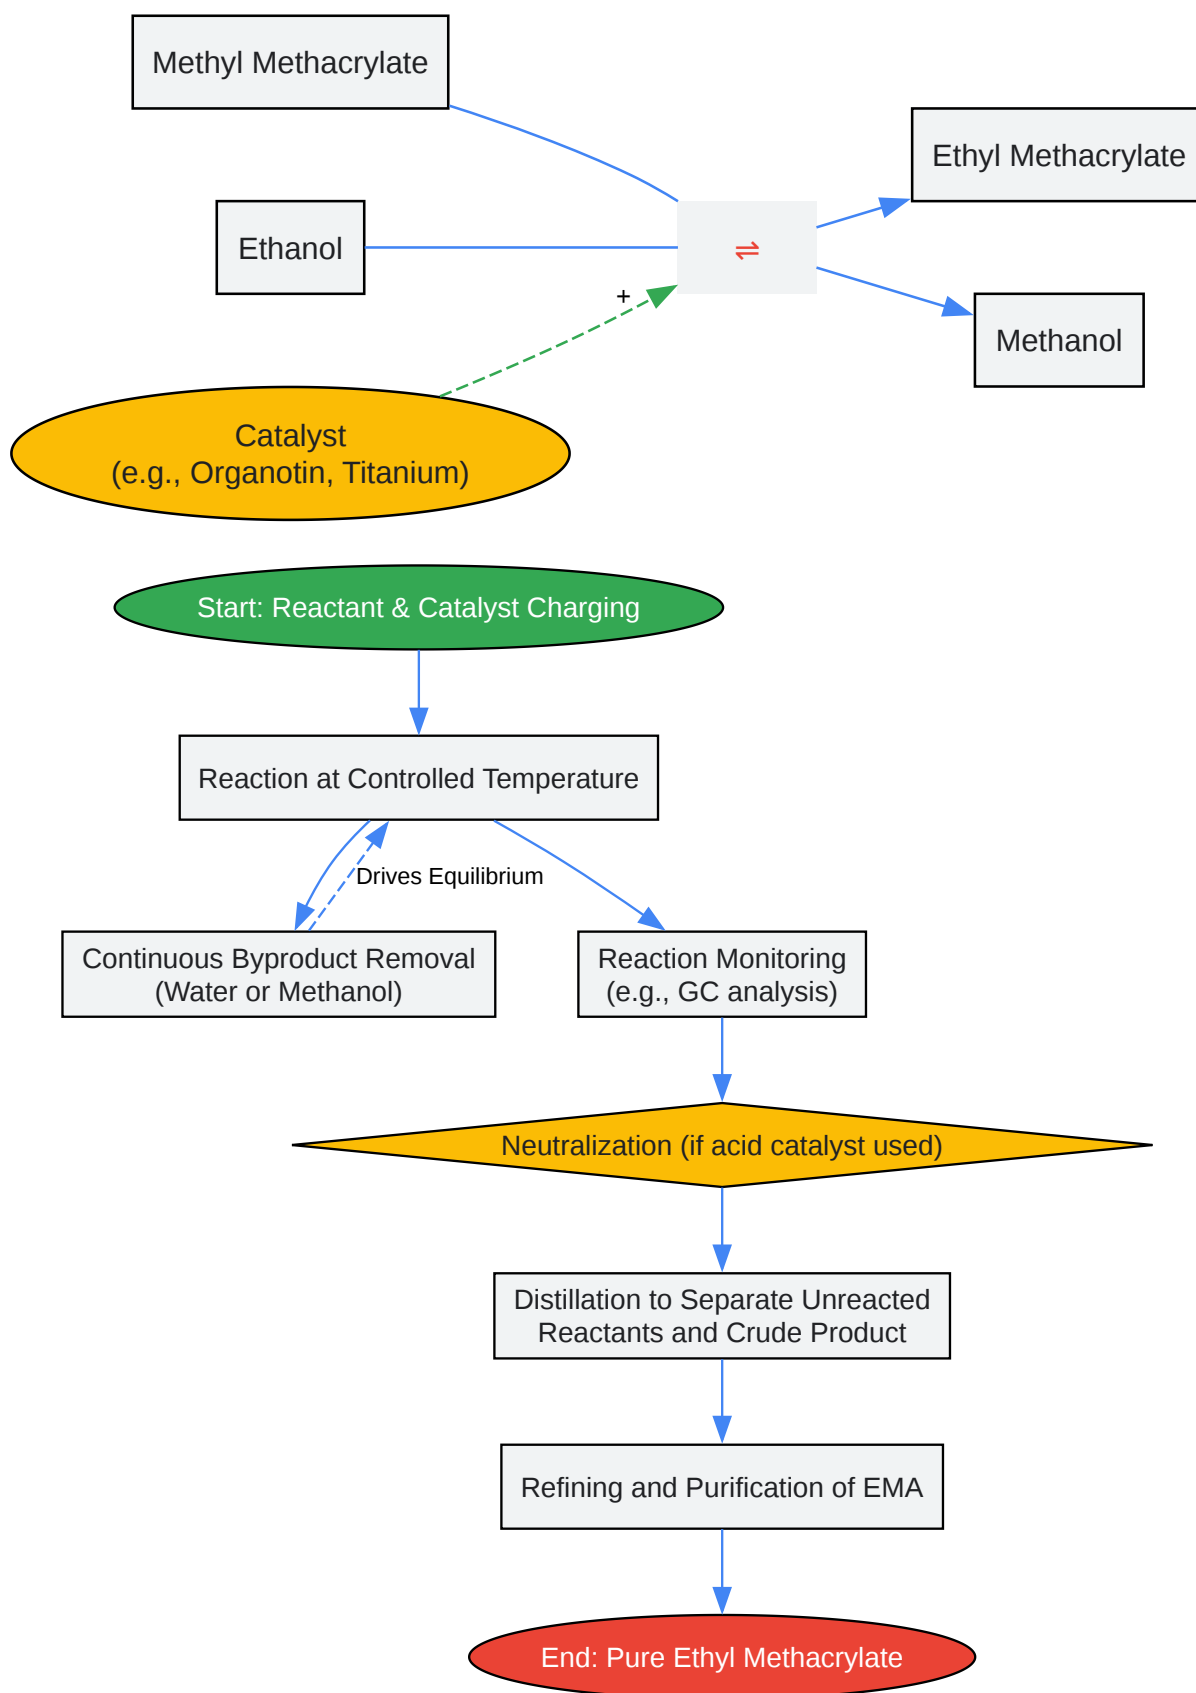 Methyl Methacrylate
Ethyl Methacrylate
Ethanol
⇌
+
Methanol
Catalyst
(e.g., Organotin, Titanium)
Start: Reactant & Catalyst Charging
Reaction at Controlled Temperature
Drives Equilibrium
Continuous Byproduct Removal
(Water or Methanol)
Reaction Monitoring
(e.g., GC analysis)
Neutralization (if acid catalyst used)
Distillation to Separate Unreacted
Reactants and Crude Product
Refining and Purification of EMA
End: Pure Ethyl Methacrylate